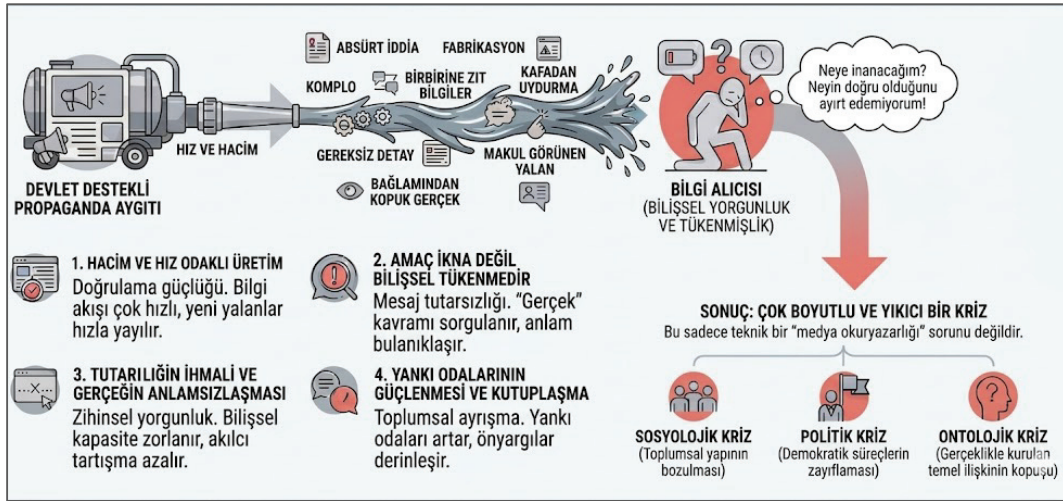 DEVLET DESTEKLİ
PROPAGANDA AYGITI
HIZ VE HACİM
ABSÜRT İDDİA
FABRİKASYON
KOMPLO
BİRBİRİNE ZIT
BİLGİLER
KAFADAN
UYDURMA
GEREKSİZ DETAY
MAKUL GÖRÜNEN
YALAN
BAĞLAMINDAN
KOPUK GERÇEK
Neye inanacağım?
Neyin doğru olduğunu
ayırt edemiyorum!
BİLGİ ALICISI
(BİLİŞSEL YORGUNLUK
VE TÜKENMİŞLİK)
1. HACİM VE HIZ ODAKLI ÜRETİM
Doğrulama güçlüğü. Bilgi
akışı çok hızlı, yeni yalanlar
hızla yayılır.
2. AMAÇ İKNA DEĞİL
BİLİŞSEL TÜKENMEDİR
Mesaj tutarsızlığı. “Gerçek”
kavramı sorgulanır, anlam
bulanıklaşır.
3. TUTARILIĞIN İHMALİ VE
GERÇEĞİN ANLAMSIZLAŞMASI
Zihinsel yorgunluk. Bilişsel
kapasite zorlanır, akılcı
tartışma azalır.
4. YANKI ODALARININ
GÜÇLENMESİ VE KUTUPLAŞMA
Toplumsal ayrışma. Yankı
odaları artar, önyargılar
derinleşir.
SONUÇ: ÇOK BOYUTLU VE YIKICI BİR KRİZ
Bu sadece teknik bir “medya okuryazarlığı” sorunu değildir.
SOSYOLOJİK KRİZ
(Toplumsal yapının
bozulması)
POLİTİK KRİZ
(Demokratik süreçlerin
zayıflaması)
ONTOLOJİK KRİZ
(Gerçeklikle kurulan
temel ilişkinin kopuşu)